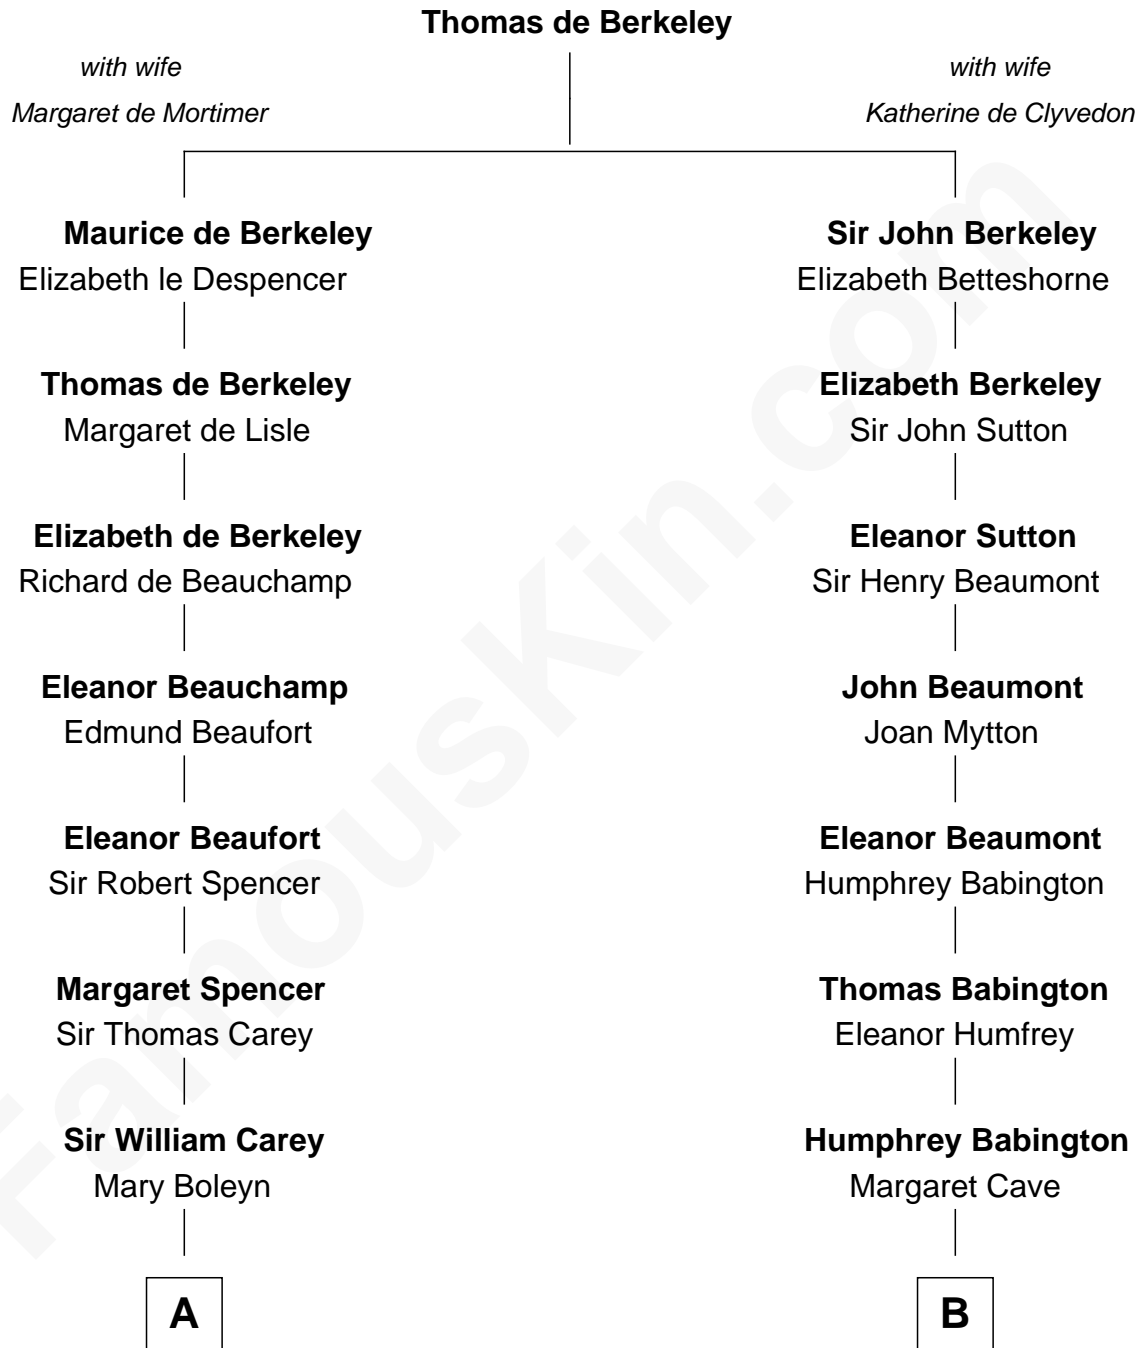 Thomas de Berkeley
with wife
Margaret de Mortimer
with wife
Katherine de Clyvedon
Maurice de Berkeley
Elizabeth le Despencer
Sir John Berkeley
Elizabeth Betteshorne
Thomas de Berkeley
Margaret de Lisle
Elizabeth Berkeley
Sir John Sutton
Elizabeth de Berkeley
Richard de Beauchamp
Eleanor Sutton
Sir Henry Beaumont
Eleanor Beauchamp
Edmund Beaufort
John Beaumont
Joan Mytton
Eleanor Beaufort
Sir Robert Spencer
Eleanor Beaumont
Humphrey Babington
Margaret Spencer
Sir Thomas Carey
Thomas Babington
Eleanor Humfrey
Sir William Carey
Mary Boleyn
Humphrey Babington
Margaret Cave
A
B
FamousKin.com